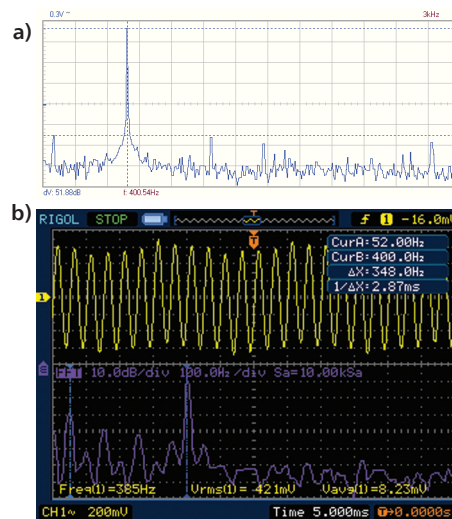 a)
0.3V 3kHz
dV: 51.88dB f: 400.54Hz
b)
RIGOL STOP T f 1 -16.0mV
T
CurA:52.00Hz
CurB:400.0Hz
ΔX:348.0Hz
1/ΔX:2.87ms
1
FFT 10.0dB/div 100.0Hz/div Sa=10.00kSa
Freq(1)=385Hz Vrms(1)= 421mV Vavg(1)=8.23mV
CH1~ 200mV Time 5.000ms T→0.0000s